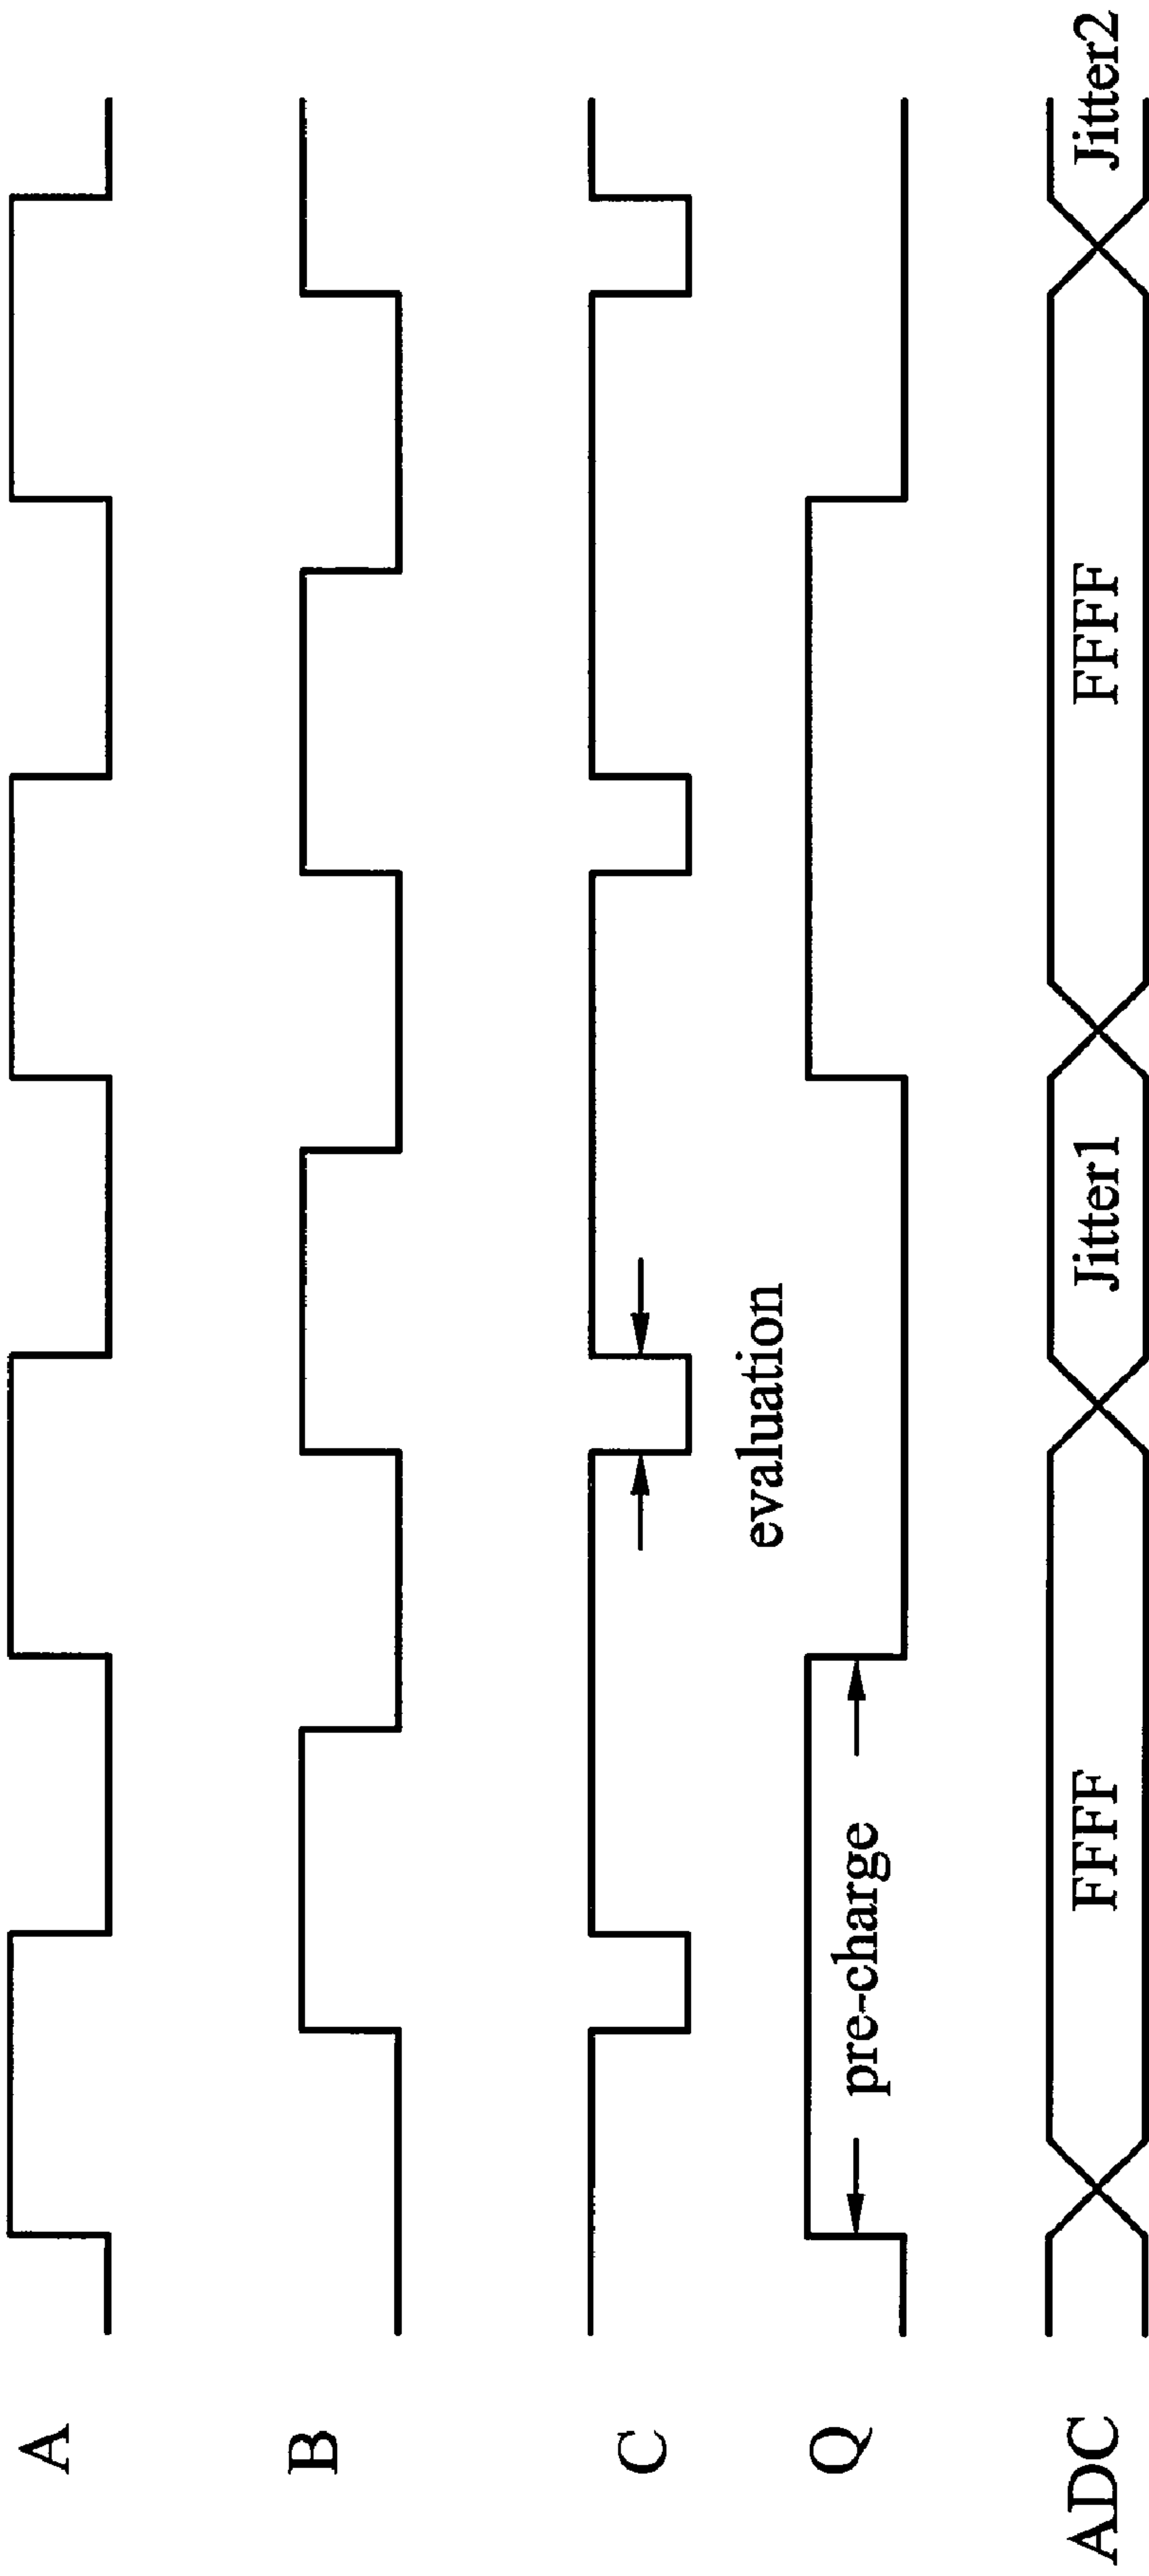 A
B
C
evaluation
Q
pre-charge
ADC
FFFF
Jitter1
FFFF
Jitter2